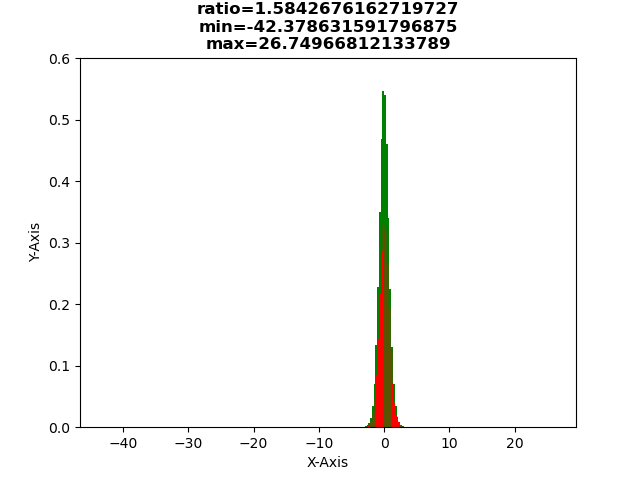 ratio=1.5842676162719727
min=-42.378631591796875
max=26.74966812133789
0.6
0.5
0.4
0.3
0.2
0.1
0.0
Y-Axis
−40 −30 −20 −10 0 10 20
X-Axis